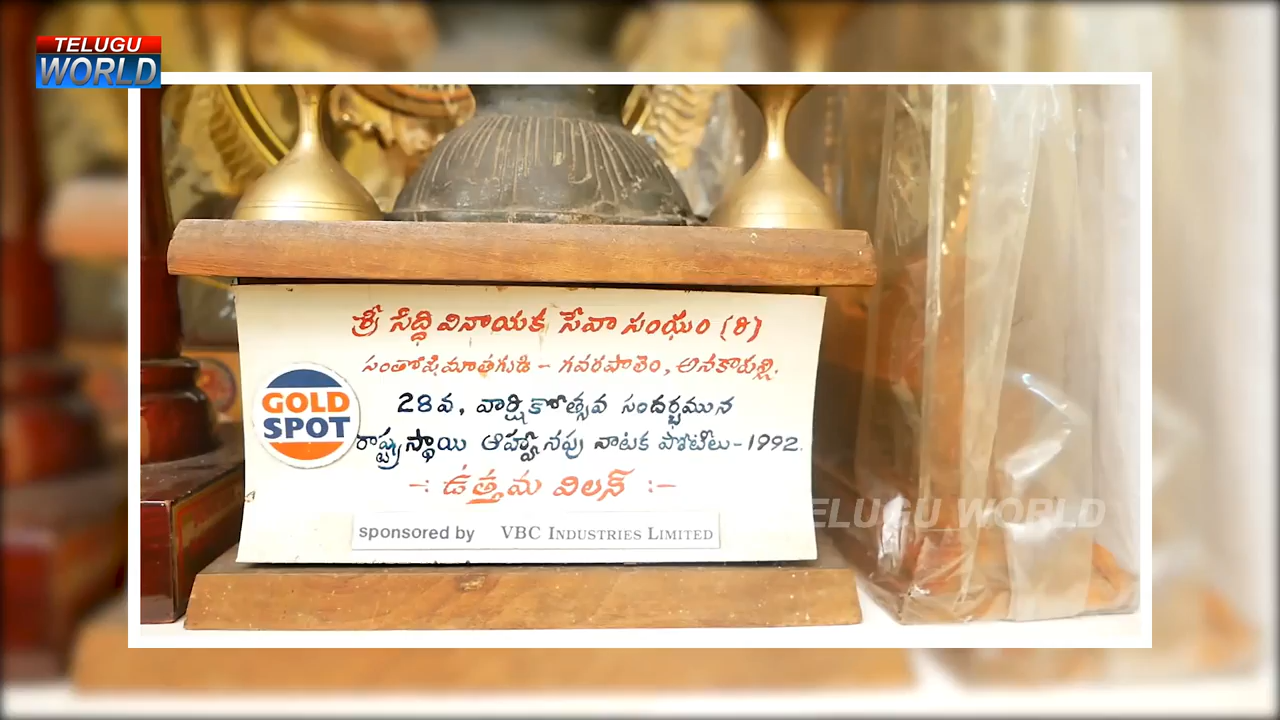 TELUGU
WORLD
శ్రీ సిద్ధి వినాయక సేవా సంఘం (రి)
సంతోషిమాతగుడి - గవరపాలెం, అనకాపల్లి.
GOLD
SPOT
28వ, వార్షికోత్సవ సందర్భమున
రాష్ట్ర స్థాయి ఆహ్వానపు నాటక పోటీలు-1992.
-: ఉత్తమ విలన్ :-
sponsored by VBC INDUSTRIES LIMITED
TELUGU WORLD